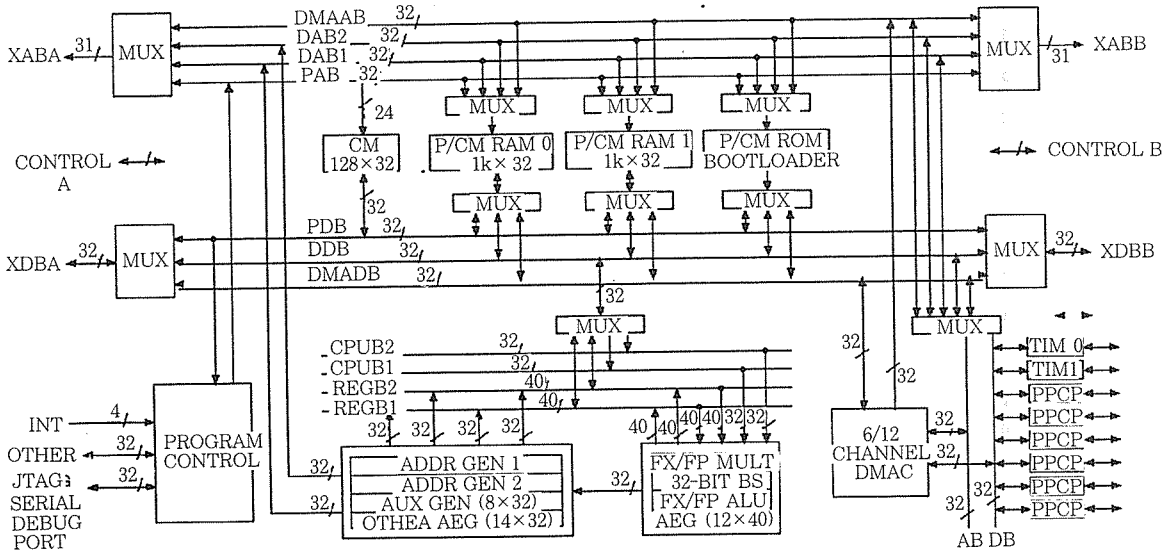 DMAAB 32
DAB2 32
DAB1 32
PAB 32
XABA 31 MUX
MUX 31 XABB
24
MUX MUX MUX
CM
128×32
P/CM RAM 0
1k×32
P/CM RAM 1
1k×32
P/CM ROM
BOOTLOADER
CONTROL
A
CONTROL B
32
MUX MUX MUX
PDB 32
DDB 32
DMADB 32
XDBA 32 MUX
MUX 32 XDBB
32
MUX
MUX
CPUB2 32
CPUB1 32
REGB2 40
REGB1 40
32 32 32 32
40 40 40 40 32 32
32
32
TIM 0
TIM1
PPCP
PPCP
PPCP
PPCP
PPCP
PPCP
INT 4
OTHER 32
JTAG
SERIAL
DEBUG
PORT
32
PROGRAM
CONTROL
32
32
ADDR GEN 1
ADDR GEN 2
AUX GEN (8×32)
OTHEA AEG (14×32)
32
FX/FP MULT
32-BIT BS
FX/FP ALU
AEG (12×40)
6/12
CHANNEL
DMAC
32
32
32 32
AB DB